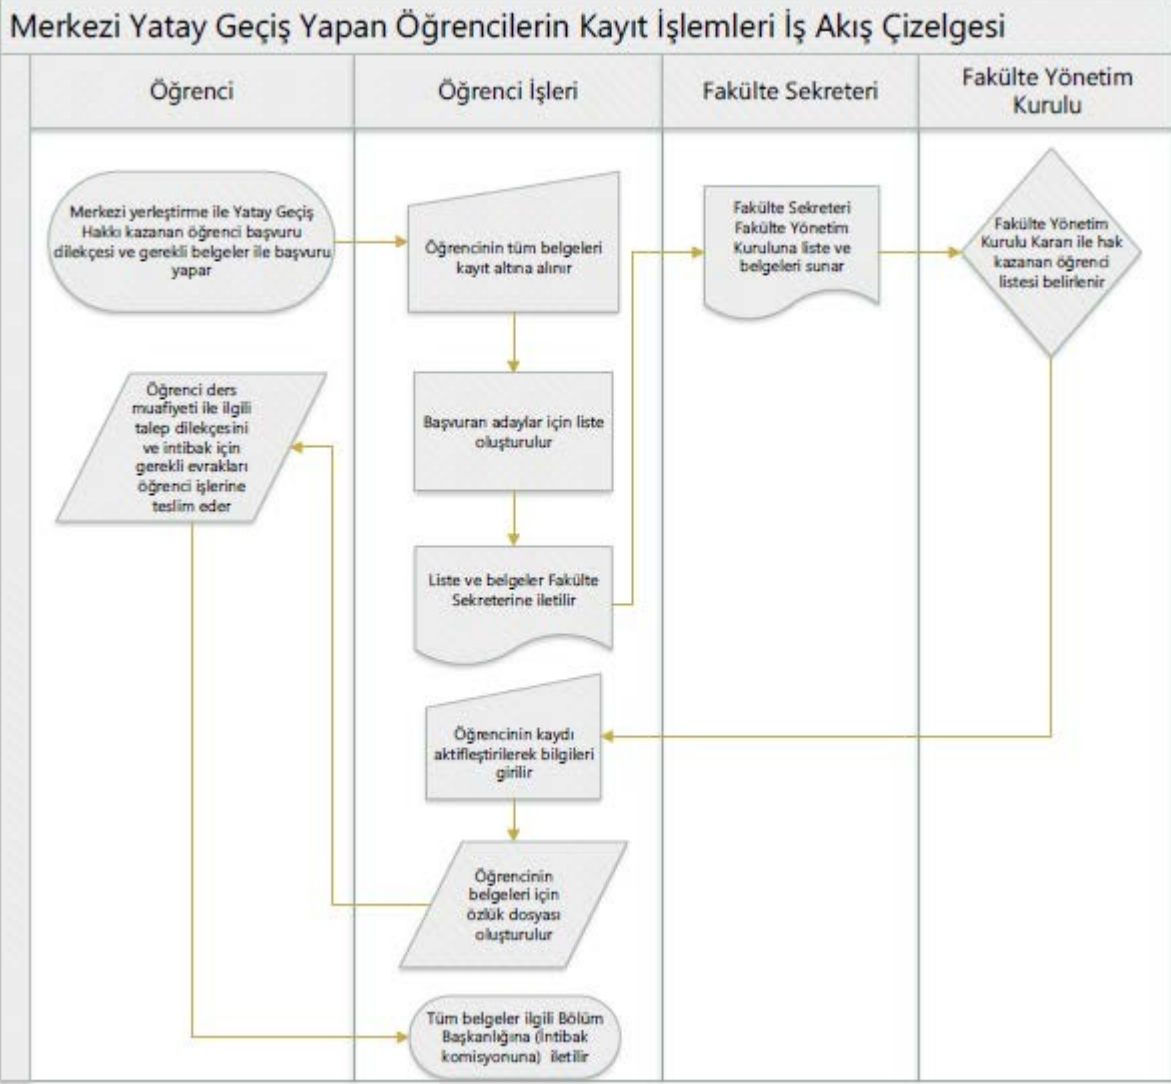 Merkezi Yatay Geçiş Yapan Öğrencilerin Kayıt İşlemleri İş Akış Çizelgesi
Öğrenci
Öğrenci İşleri
Fakülte Sekreteri
Fakülte Yönetim
Kurulu
Merkezi yerleştirme ile Yatay Geçiş
Hakkı kazanan öğrenci başvuru
dilekçesi ve gerekli belgeler ile başvuru
yapar
Öğrencinin tüm belgeleri
kayıt altına alınır
Fakülte Sekreteri
Fakülte Yönetim
Kuruluna liste ve
belgeleri sunar
Fakülte Yönetim
Kurulu Kararı ile hak
kazanan öğrenci
listesi belirlenir
Başvuran adaylar için liste
oluşturulur
Liste ve belgeler Fakülte
Sekreterine iletilir
Öğrencinin kaydı
aktifleştirilerek bilgileri
girilir
Öğrencinin
belgeleri için
özlük dosyası
oluşturulur
Öğrenci ders
muafiyeti ile ilgili
talep dilekçesini
ve intibak için
gerekli evrakları
öğrenci işlerine
teslim eder
Tüm belgeler ilgili Bölüm
Başkanlığına (İntibak
komisyonuna) iletilir